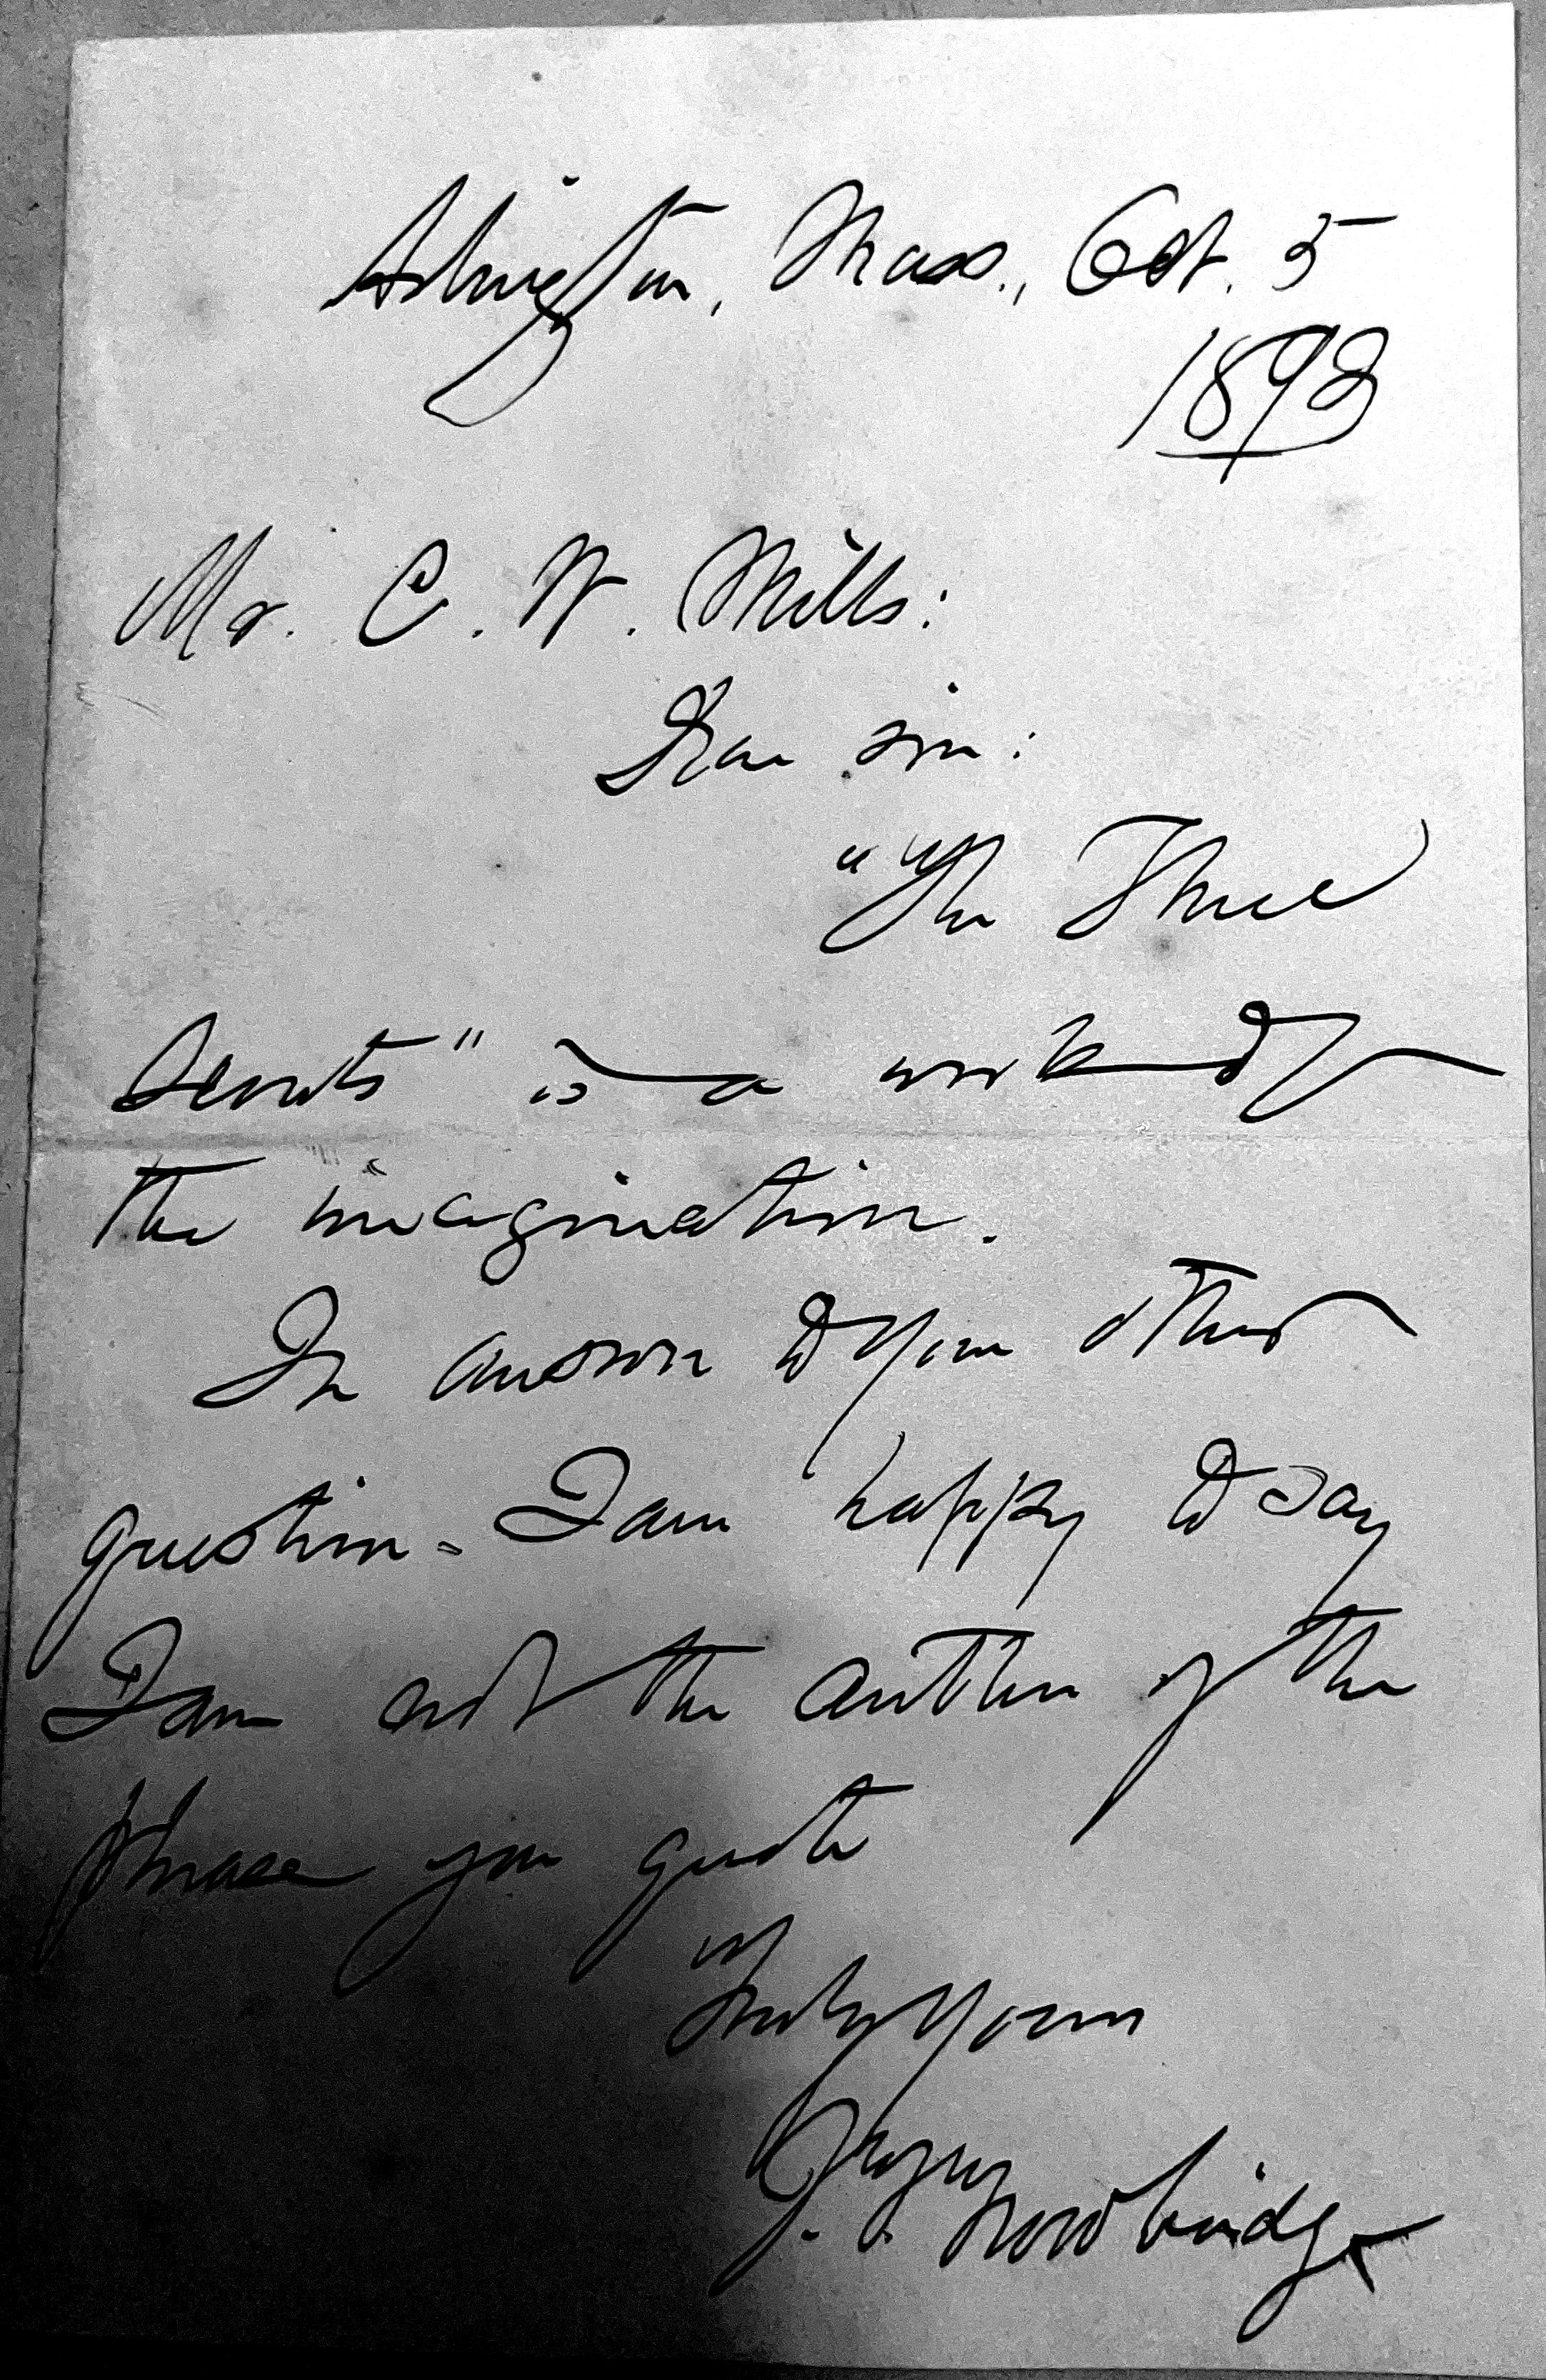 Arlington, Mass., Oct. 5
1898
Mr. C. W. Mills:
Dear sir:
"The Three
Scouts" is a work of
the imagination.
In answer to your other
question - I am happy to say
I am not the author of the
phrase you quote
Truly Yours
J. T. Trowbridge